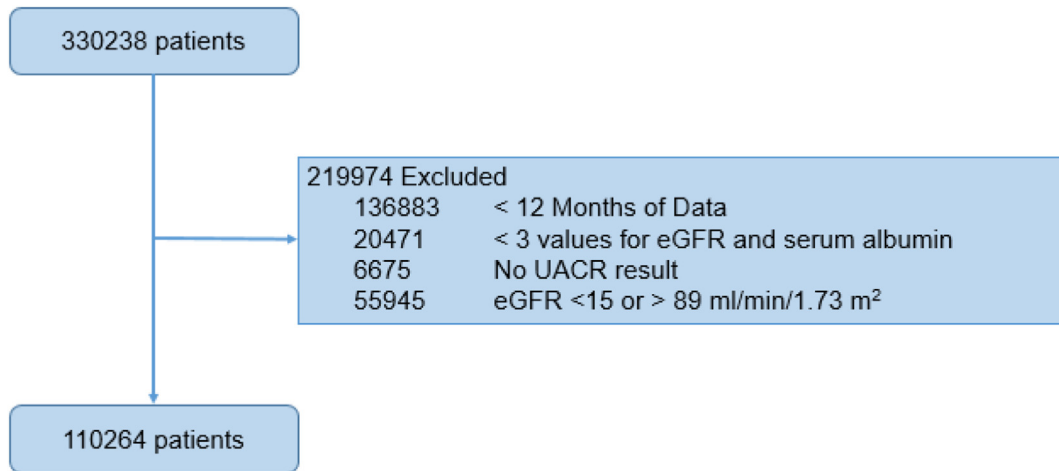 330238 patients
219974 Excluded
136883 < 12 Months of Data
20471 < 3 values for eGFR and serum albumin
6675 No UACR result
55945 eGFR <15 or > 89 ml/min/1.73 m²
110264 patients